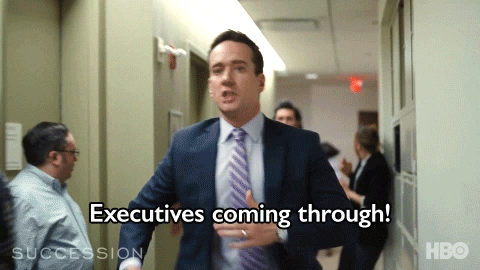 Executives coming through!
SUCCESSION
HBO